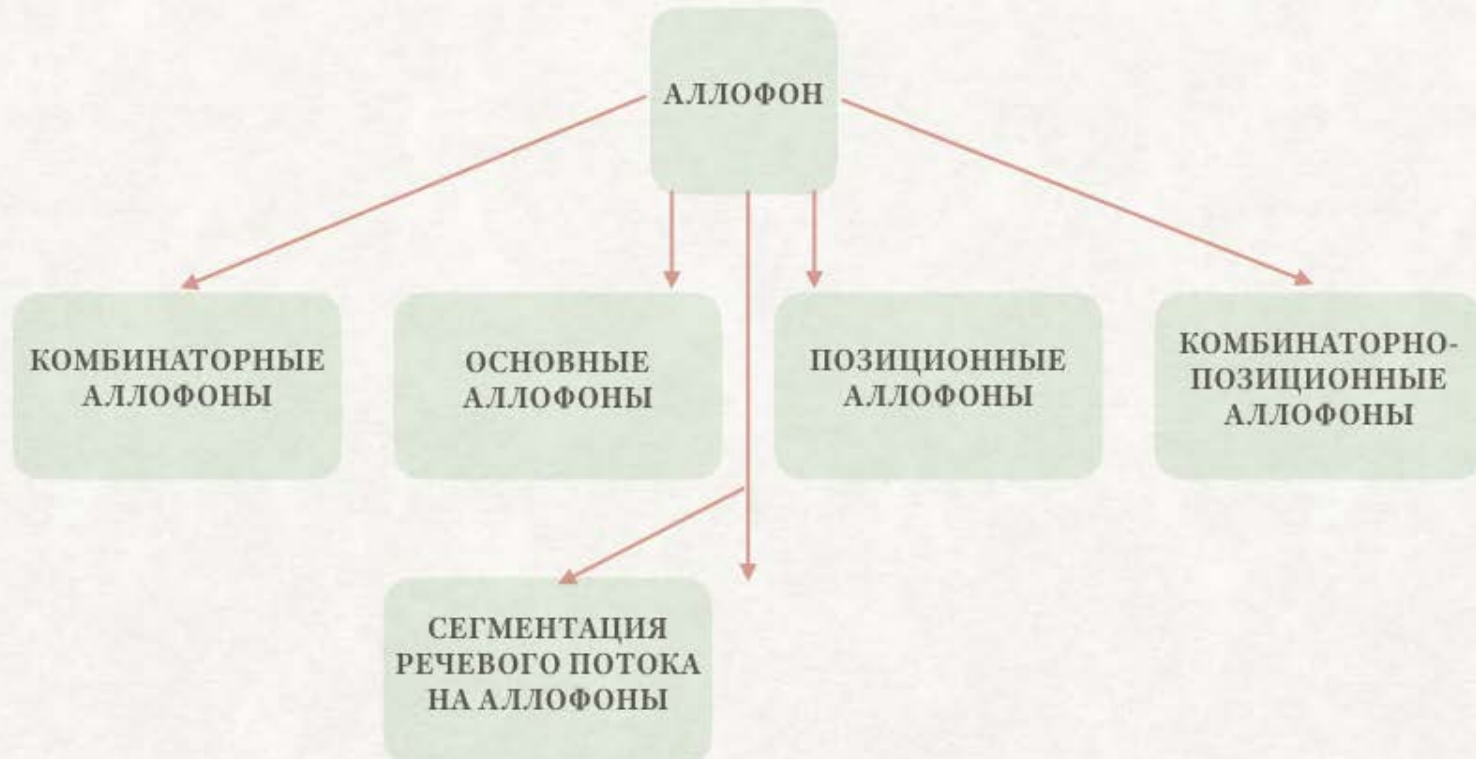 АЛЛОФОН
КОМБИНАТОРНЫЕ
АЛЛОФОНЫ
ОСНОВНЫЕ
АЛЛОФОНЫ
ПОЗИЦИОННЫЕ
АЛЛОФОНЫ
КОМБИНАТОРНО-
ПОЗИЦИОННЫЕ
АЛЛОФОНЫ
СЕГМЕНТАЦИЯ
РЕЧЕВОГО ПОТОКА
НА АЛЛОФОНЫ